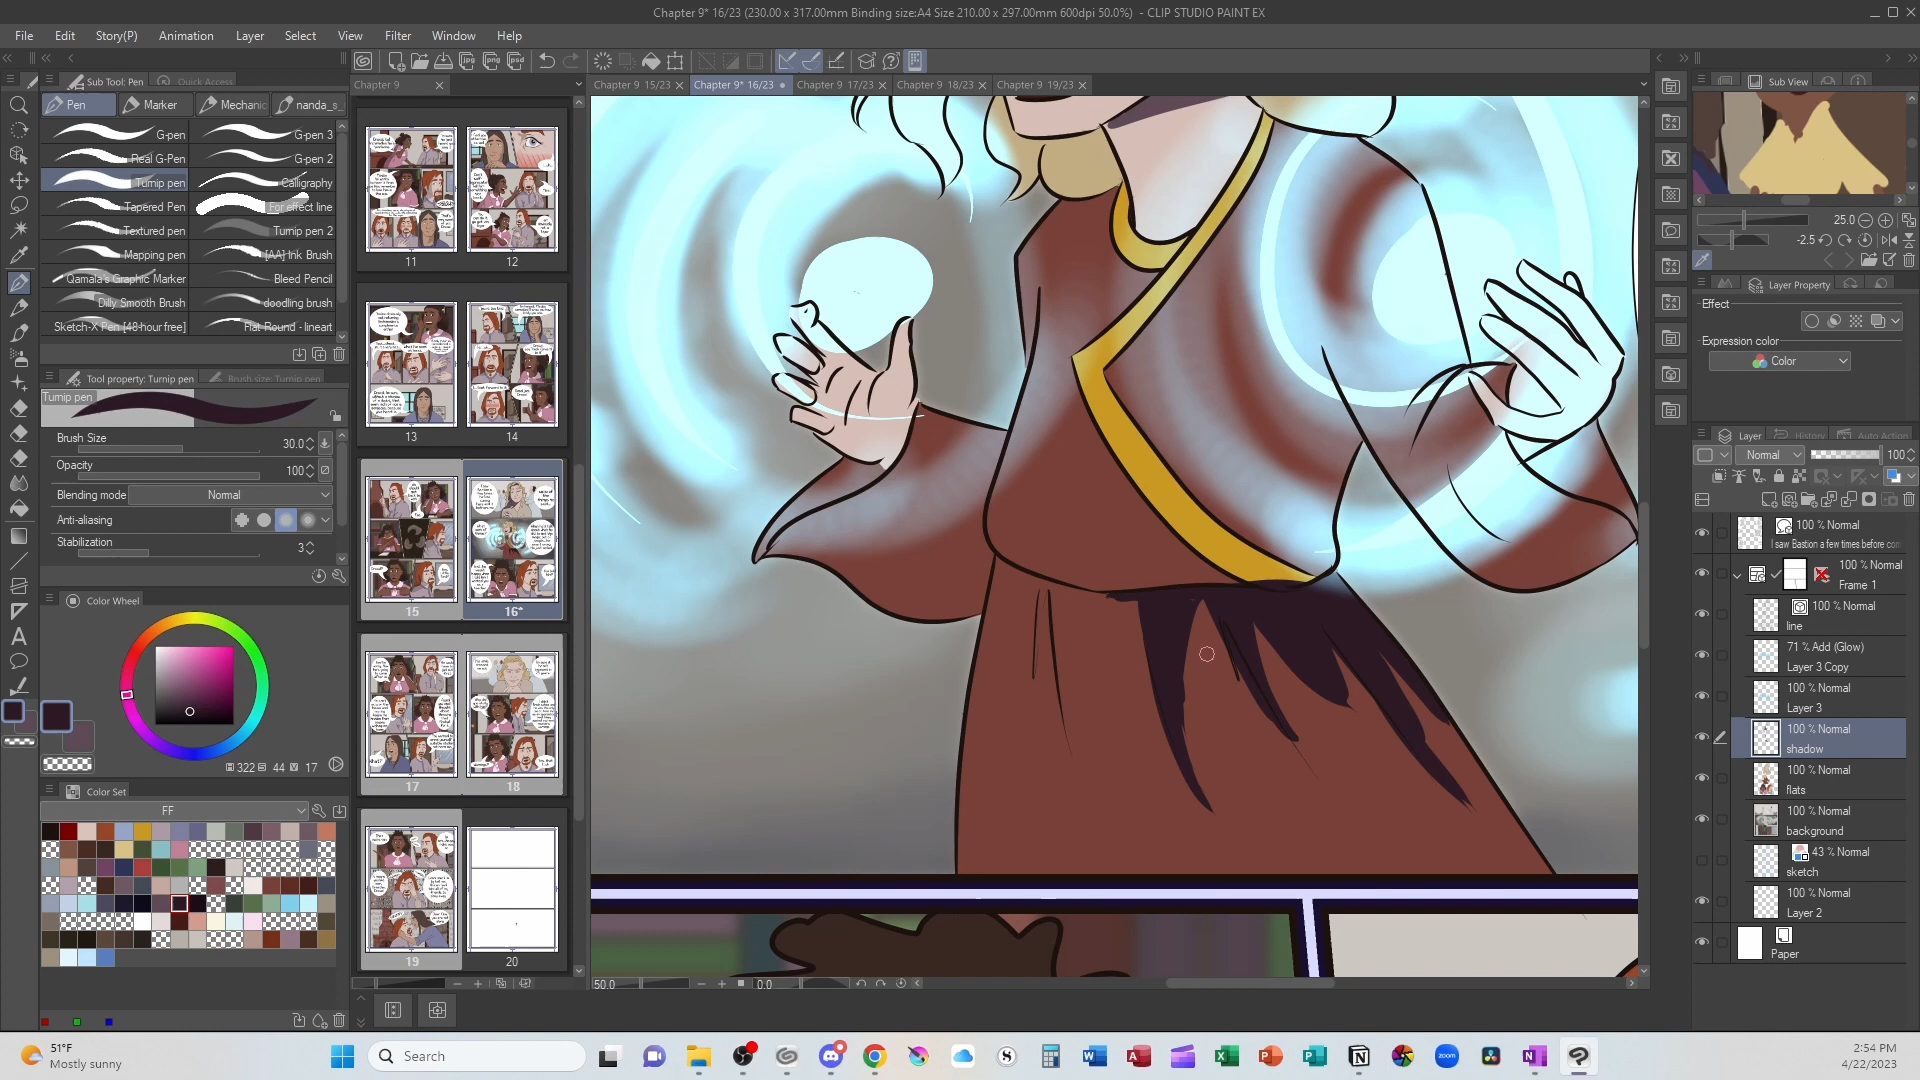 Chapter 9* 16/23 (230.00 x 317.00mm Binding size:A4 Size 210.00 x 297.00mm 600dpi 50.0%) - CLIP STUDIO PAINT EX
File Edit Story(P) Animation Layer Select View Filter Window Help
Sub Tool: Pen Quick Access
Pen Marker Mechanic nanda_s_
G-pen G-pen 3
Real G-Pen G-pen 2
Turnip pen Calligraphy
Tapered Pen For effect line
Textured pen Turnip pen 2
Mapping pen [AA] Ink Brush
Qamala's Graphic Marker Bleed Pencil
Dilly Smooth Brush doodling brush
Sketch-X Pen [48-hour free] Flat Round - lineart
Tool property: Turnip pen Brush size: Turnip pen
Turnip pen
Brush Size 30.0
Opacity 100
Blending mode Normal
Anti-aliasing
Stabilization 3
Color Wheel
322 44 17
Color Set
FF
Chapter 9
11 12
13 14
15 16*
17 18
19 20
Chapter 9 15/23 Chapter 9* 16/23 Chapter 9 17/23 Chapter 9 18/23 Chapter 9 19/23
50.0 0.0
Sub View
25.0
-2.5
Layer Property
Effect
Expression color
Color
Layer History Auto Action
Normal 100
100 % Normal
I saw Bastion a few times before com
100 % Normal
Frame 1
100 % Normal
line
71 % Add (Glow)
Layer 3 Copy
100 % Normal
Layer 3
100 % Normal
shadow
100 % Normal
flats
100 % Normal
background
43 % Normal
sketch
100 % Normal
Layer 2
Paper
51°F
Mostly sunny
Search
zoom
2:54 PM
4/22/2023